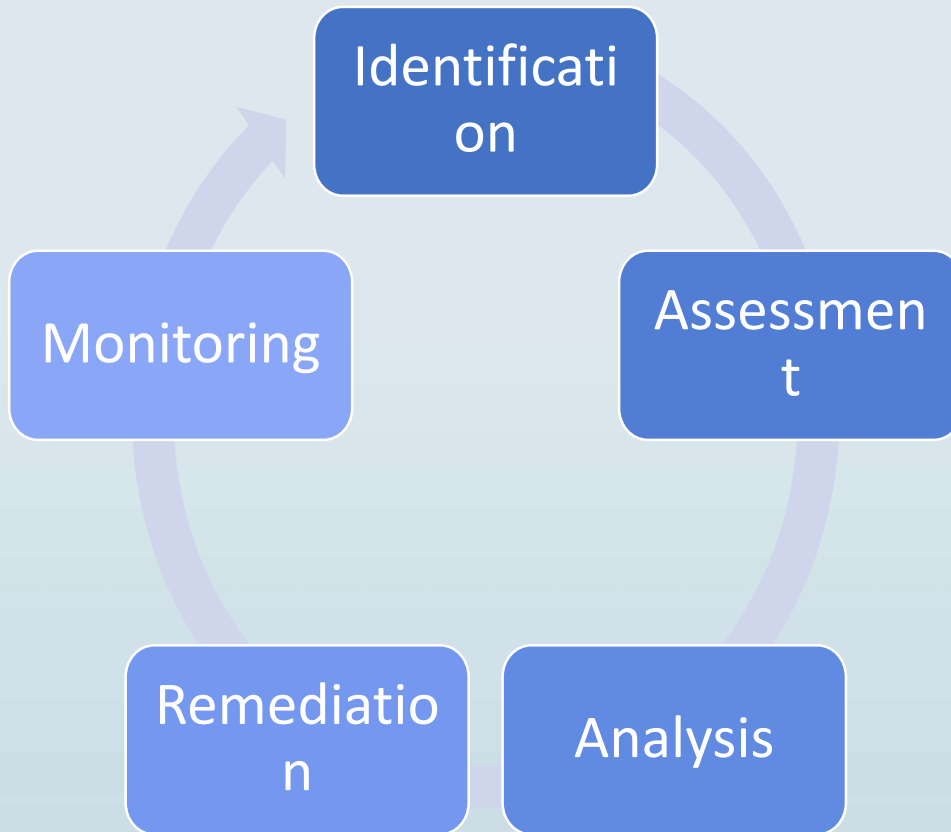 Identificati
on
Assessmen
t
Analysis
Remediatio
n
Monitoring